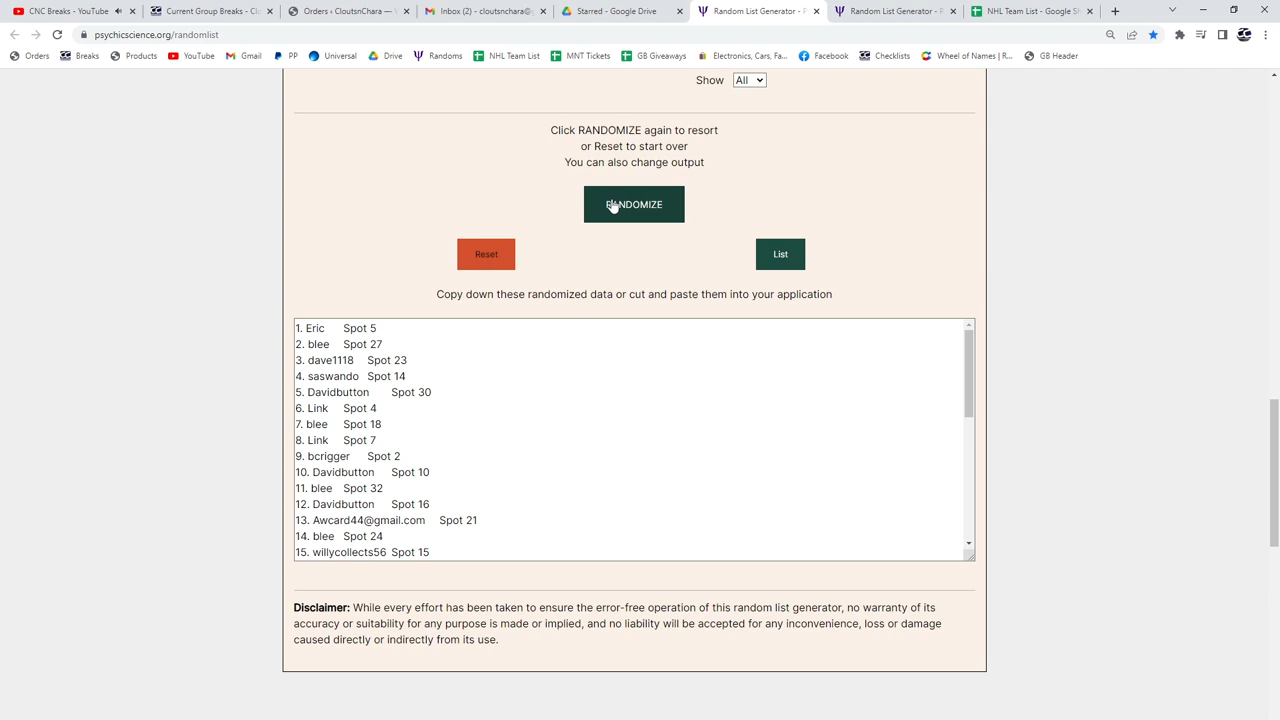 CNC Breaks - YouTube
Current Group Breaks - Clo
Orders ‹ CloutsnChara —
Inbox (2) - cloutsnchara@g
Starred - Google Drive
Random List Generator - P
Random List Generator - P
NHL Team List - Google Sh
psychicscience.org/randomlist
Orders
Breaks
Products
YouTube
Gmail
PP
Universal
Drive
Randoms
NHL Team List
MNT Tickets
GB Giveaways
Electronics, Cars, Fa...
Facebook
Checklists
Wheel of Names | R...
GB Header
Show All
Click RANDOMIZE again to resort
or Reset to start over
You can also change output
RANDOMIZE
Reset
List
Copy down these randomized data or cut and paste them into your application
1. Eric Spot 5
2. blee Spot 27
3. dave1118 Spot 23
4. saswando Spot 14
5. Davidbutton Spot 30
6. Link Spot 4
7. blee Spot 18
8. Link Spot 7
9. bcrigger Spot 2
10. Davidbutton Spot 10
11. blee Spot 32
12. Davidbutton Spot 16
13. Awcard44@gmail.com Spot 21
14. blee Spot 24
15. willycollects56 Spot 15
Disclaimer: While every effort has been taken to ensure the error-free operation of this random list generator, no warranty of its
accuracy or suitability for any purpose is made or implied, and no liability will be accepted for any inconvenience, loss or damage
caused directly or indirectly from its use.